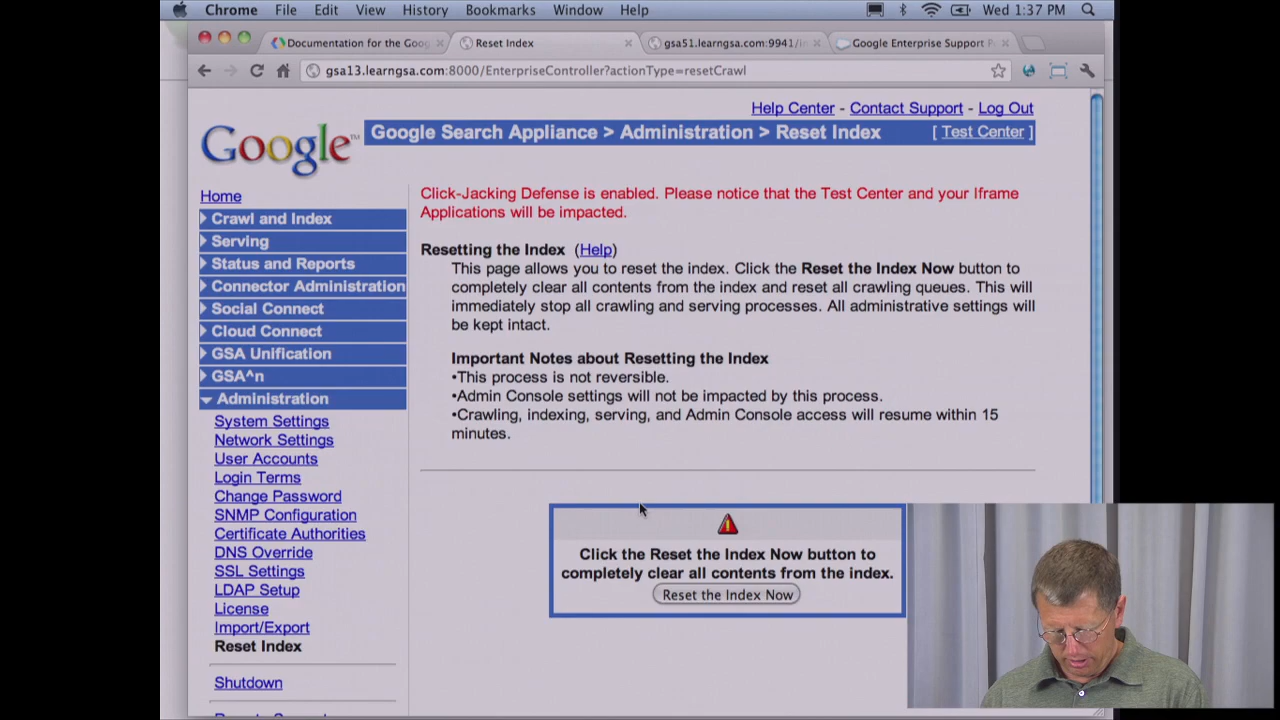 Chrome File Edit View History Bookmarks Window Help Wed 1:37 PM
Documentation for the Goog Reset Index gsa51.learngsa.com:9941/i Google Enterprise Support P
gsa13.learngsa.com:8000/EnterpriseController?actionType=resetCrawl
Help Center - Contact Support - Log Out
Google
Google Search Appliance > Administration > Reset Index [ Test Center ]
Home
Crawl and Index
Serving
Status and Reports
Connector Administration
Social Connect
Cloud Connect
GSA Unification
GSA^n
Administration
System Settings
Network Settings
User Accounts
Login Terms
Change Password
SNMP Configuration
Certificate Authorities
DNS Override
SSL Settings
LDAP Setup
License
Import/Export
Reset Index
Shutdown
Click-Jacking Defense is enabled. Please notice that the Test Center and your Iframe
Applications will be impacted.
Resetting the Index (Help)
This page allows you to reset the index. Click the Reset the Index Now button to
completely clear all contents from the index and reset all crawling queues. This will
immediately stop all crawling and serving processes. All administrative settings will
be kept intact.
Important Notes about Resetting the Index
•This process is not reversible.
•Admin Console settings will not be impacted by this process.
•Crawling, indexing, serving, and Admin Console access will resume within 15
minutes.
Click the Reset the Index Now button to
completely clear all contents from the index.
Reset the Index Now